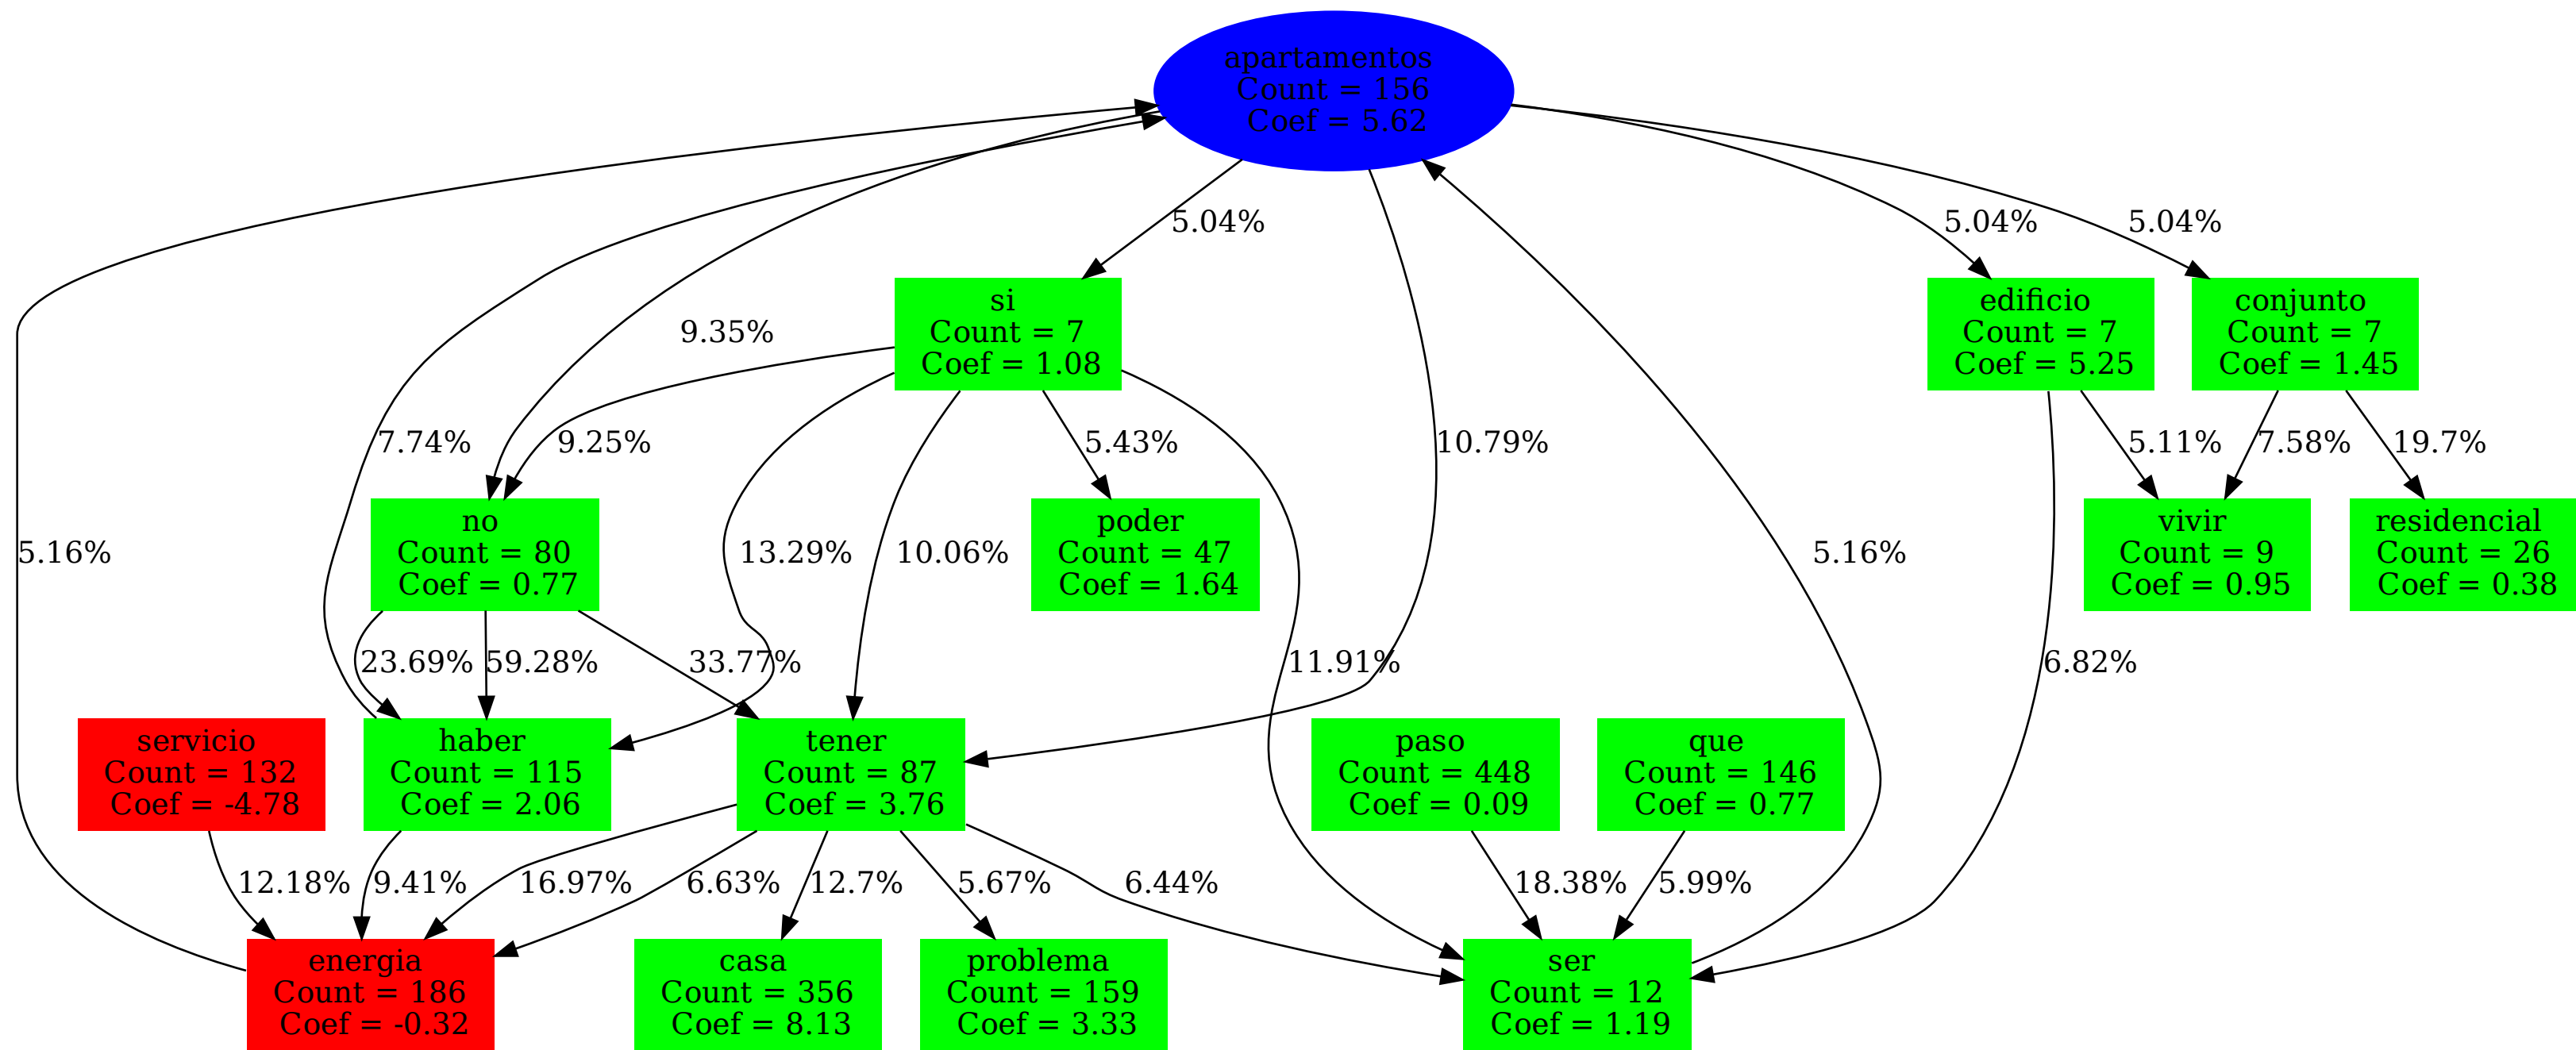 apartamentos
Count = 156
Coef = 5.62
5.04%
5.04%
5.04%
si
Count = 7
Coef = 1.08
edificio
Count = 7
Coef = 5.25
conjunto
Count = 7
Coef = 1.45
9.35%
7.74%
9.25%
5.43%
10.79%
5.11%
7.58%
19.7%
no
Count = 80
Coef = 0.77
poder
Count = 47
Coef = 1.64
vivir
Count = 9
Coef = 0.95
residencial
Count = 26
Coef = 0.38
5.16%
13.29%
10.06%
5.16%
23.69%
59.28%
33.77%
11.91%
6.82%
servicio
Count = 132
Coef = -4.78
haber
Count = 115
Coef = 2.06
tener
Count = 87
Coef = 3.76
paso
Count = 448
Coef = 0.09
que
Count = 146
Coef = 0.77
12.18%
9.41%
16.97%
6.63%
12.7%
5.67%
6.44%
18.38%
5.99%
energia
Count = 186
Coef = -0.32
casa
Count = 356
Coef = 8.13
problema
Count = 159
Coef = 3.33
ser
Count = 12
Coef = 1.19